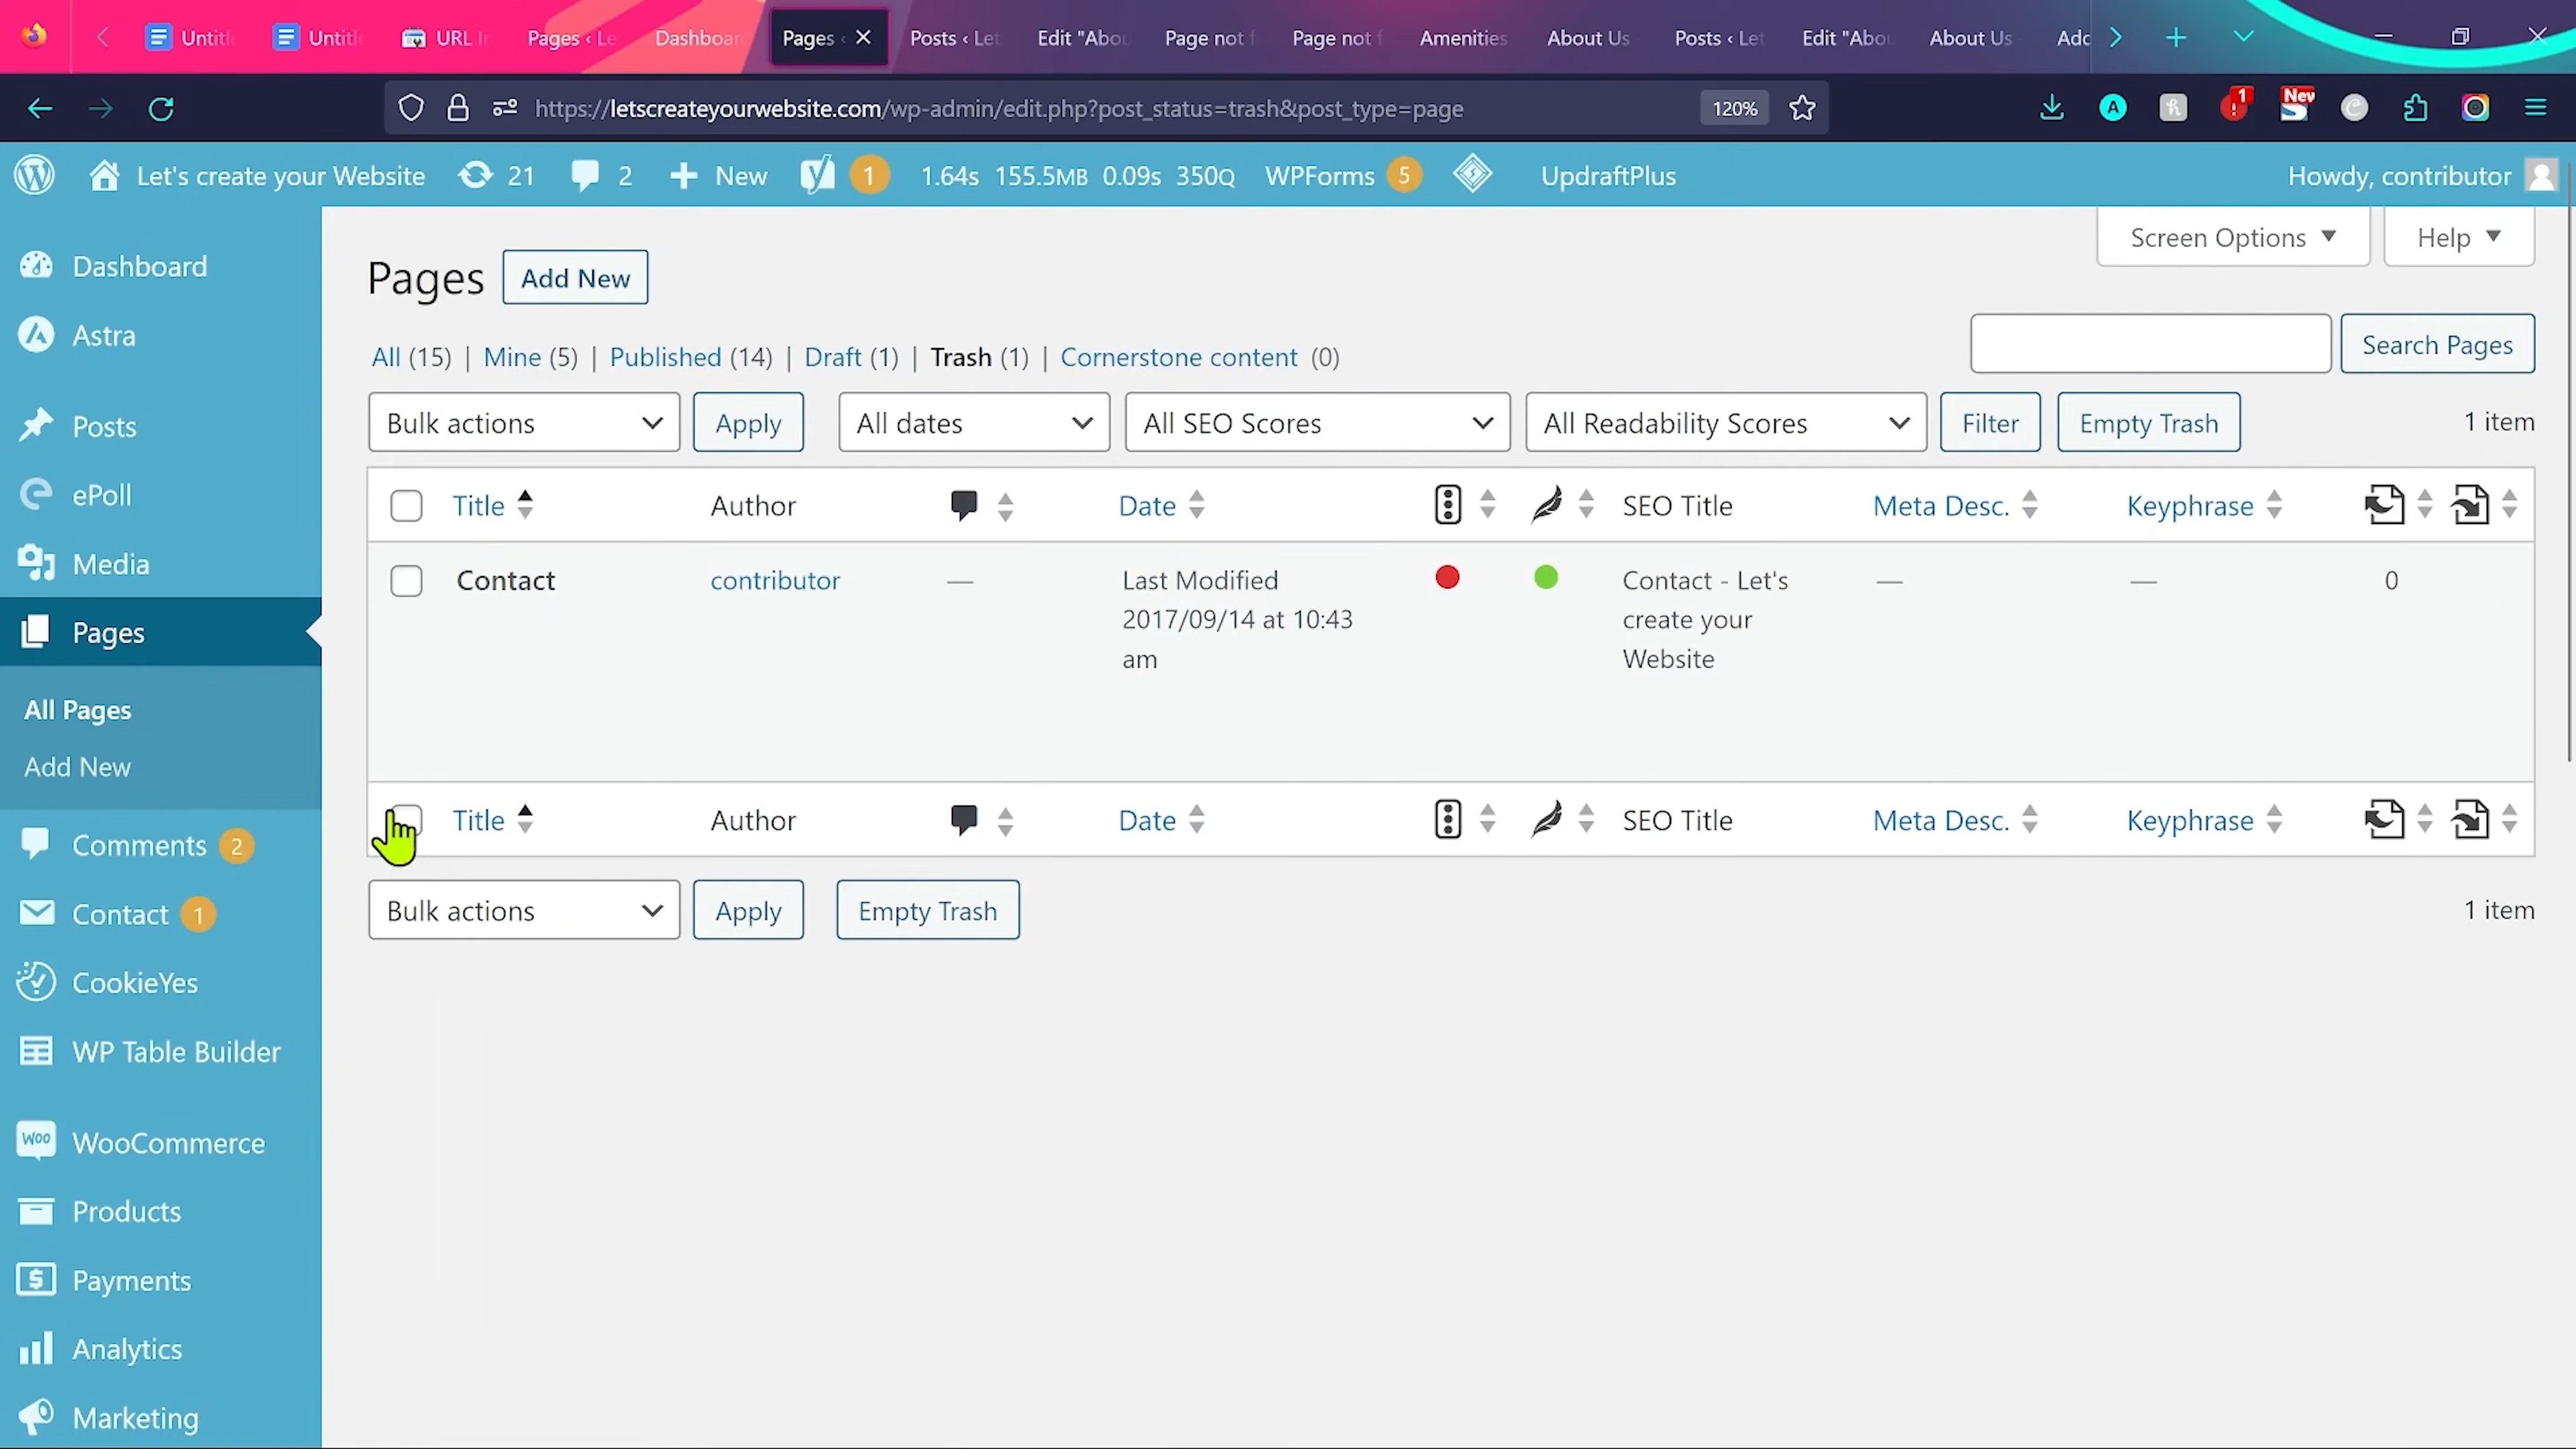 Untitl Untitl URL In Pages ‹ Le Dashboar Pages ‹ Posts ‹ Let Edit "Abou Page not f Page not f Amenities About Us Posts ‹ Let Edit "Abou About Us Add
https://letscreateyourwebsite.com/wp-admin/edit.php?post_status=trash&post_type=page 120% A 1 New
Let's create your Website 21 2 New 1 1.64s 155.5MB 0.09s 350Q WPForms 5 UpdraftPlus Howdy, contributor
Screen Options Help
Pages Add New
All (15) | Mine (5) | Published (14) | Draft (1) | Trash (1) | Cornerstone content (0)
Search Pages
Bulk actions Apply All dates All SEO Scores All Readability Scores Filter Empty Trash 1 item
Title Author Date SEO Title Meta Desc. Keyphrase
Contact contributor — Last Modified Contact - Let's — — 0
2017/09/14 at 10:43 create your
am Website
Title Author Date SEO Title Meta Desc. Keyphrase
Bulk actions Apply Empty Trash 1 item
Dashboard
Astra
Posts
ePoll
Media
Pages
All Pages
Add New
Comments 2
Contact 1
CookieYes
WP Table Builder
WOO WooCommerce
Products
Payments
Analytics
Marketing